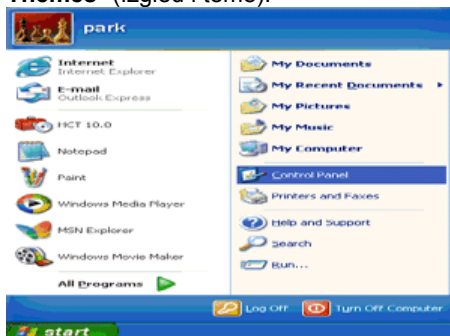 Themes" (izgled i teme).
park
Internet
Internet Explorer
E-mail
Outlook Express
HCT 10.0
Notepad
Paint
Windows Media Player
MSN Explorer
Windows Movie Maker
All Programs
My Documents
My Recent Documents
My Pictures
My Music
My Computer
Control Panel
Printers and Faxes
Help and Support
Search
Run...
Log Off
Turn Off Computer
start